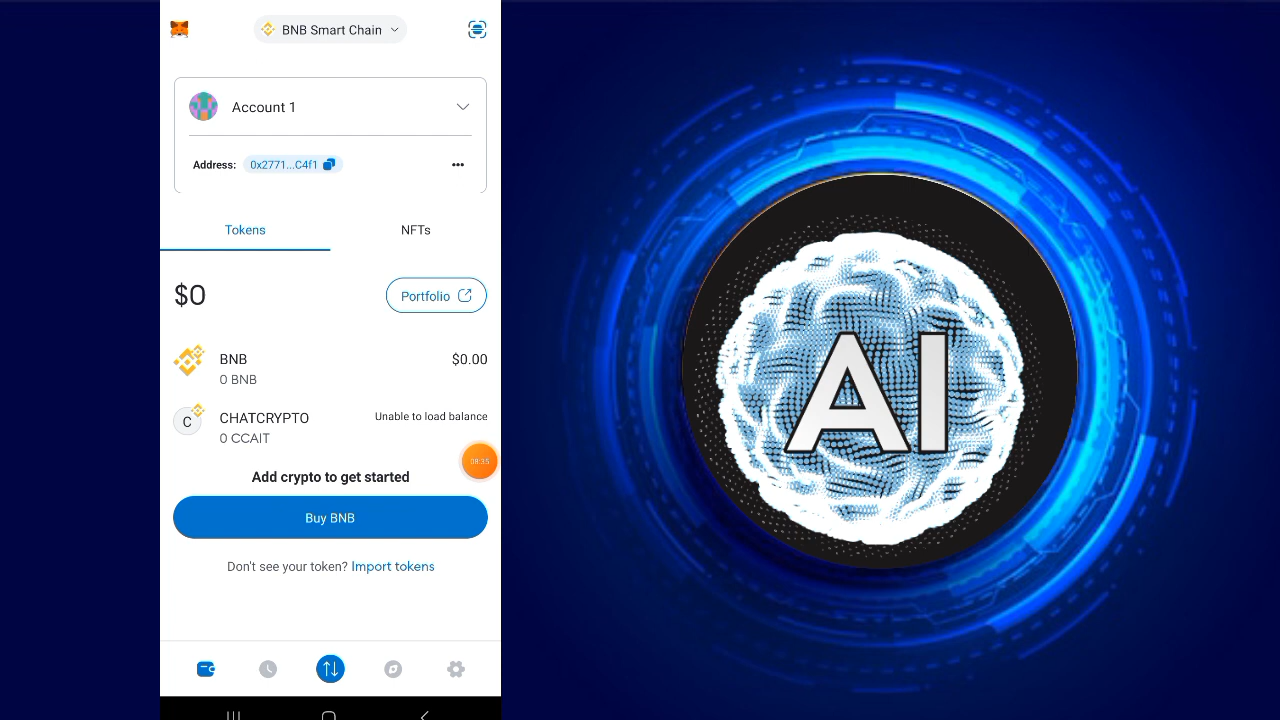 BNB Smart Chain
Account 1
Address: 0x2771...C4f1
Tokens NFTs
$0 Portfolio
BNB $0.00
0 BNB
C CHATCRYPTO Unable to load balance
0 CCAIT
08:35
Add crypto to get started
Buy BNB
Don't see your token? Import tokens
AI